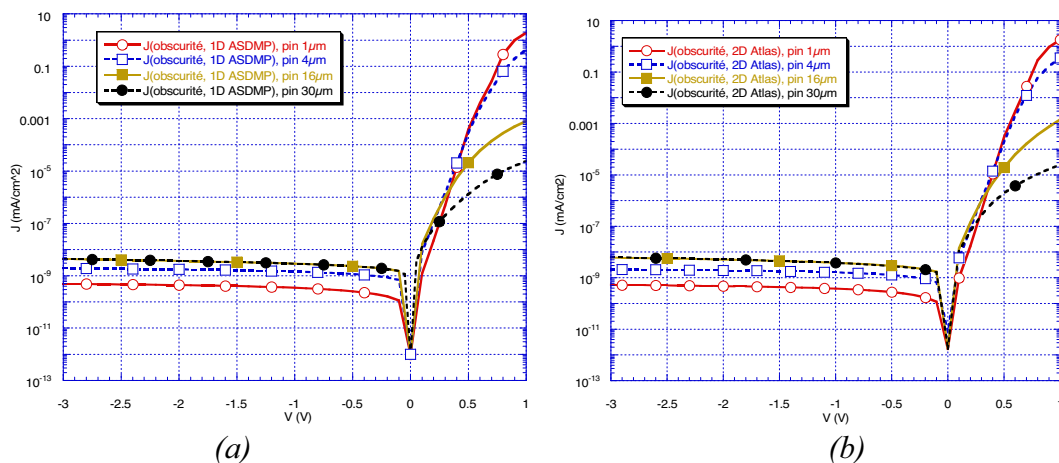 10
0.1
0.001
10-5
10-7
10-9
10-11
10-13
J (mA/cm^2)
J(obscurité, 1D ASDMP), pin 1µm
J(obscurité, 1D ASDMP), pin 4µm
J(obscurité, 1D ASDMP), pin 16µm
J(obscurité, 1D ASDMP), pin 30µm
-3 -2.5 -2 -1.5 -1 -0.5 0 0.5 1
V (V)
(a)
10
0.1
0.001
10-5
10-7
10-9
10-11
10-13
J (mA/cm2)
J(obscurité, 2D Atlas), pin 1µm
J(obscurité, 2D Atlas), pin 4µm
J(obscurité, 2D Atlas), pin 16µm
J(obscurité, 2D Atlas), pin 30µm
-3 -2.5 -2 -1.5 -1 -0.5 0 0.5 1
V (V)
(b)